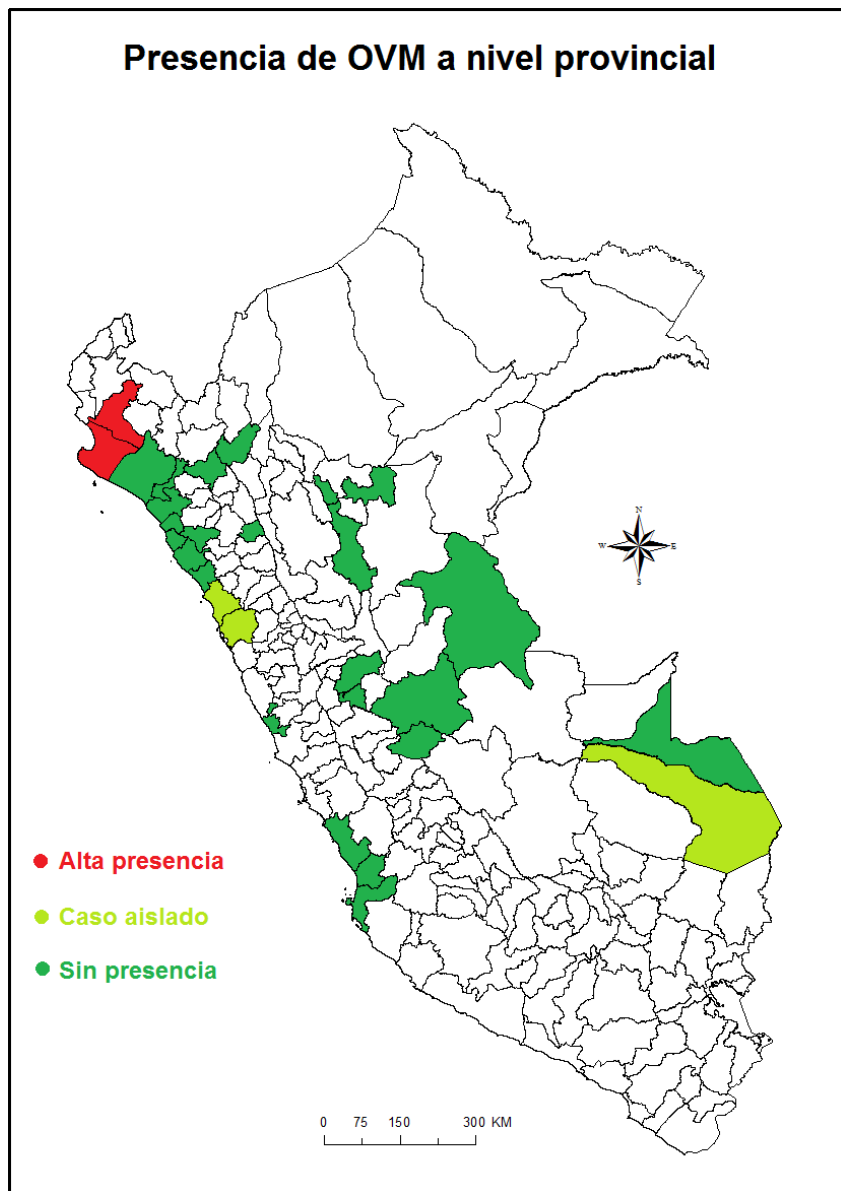 Presencia de OVM a nivel provincial
N
W
E
S
Alta presencia
Caso aislado
Sin presencia
0 75 150 300 KM